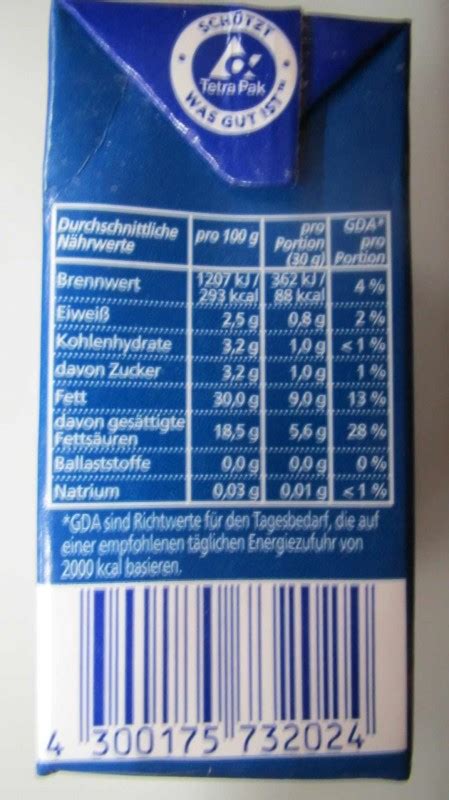 SCHÜTZT
Tetra Pak
WAS GUT IST™
Durchschnittliche Nährwerte pro 100 g pro Portion (30 g) GDA* pro Portion
Brennwert 1207 kJ/ 293 kcal 362 kJ/ 88 kcal 4 %
Eiweiß 2,5 g 0,8 g 2 %
Kohlenhydrate 3,2 g 1,0 g <1 %
davon Zucker 3,2 g 1,0 g 1 %
Fett 30,0 g 9,0 g 13 %
davon gesättigte Fettsäuren 18,5 g 5,6 g 28 %
Ballaststoffe 0,0 g 0,0 g 0 %
Natrium 0,03 g 0,01 g <1 %
*GDA sind Richtwerte für den Tagesbedarf, die auf
einer empfohlenen täglichen Energiezufuhr von
2000 kcal basieren.
4 300175 732024